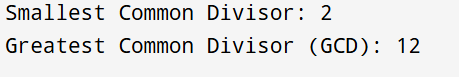 Smallest Common Divisor: 2
Greatest Common Divisor (GCD): 12